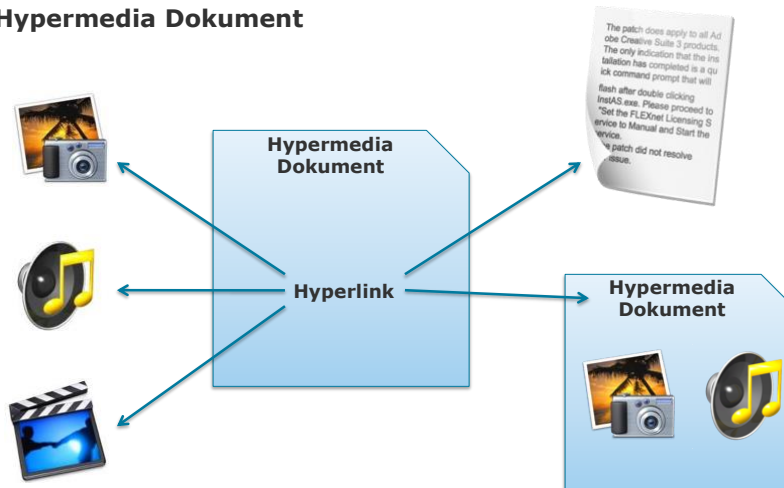 Hypermedia Dokument
The patch does apply to all Ad
obe Creative Suite 3 products.
The only indication that the ins
tallation has completed is a qu
ick command prompt that will
flash after double clicking
InstAS.exe. Please proceed to
"Set the FLEXnet Licensing S
ervice to Manual and Start the
ervice.
patch did not resolve
issue.
Hypermedia
Dokument
Hyperlink
Hypermedia
Dokument